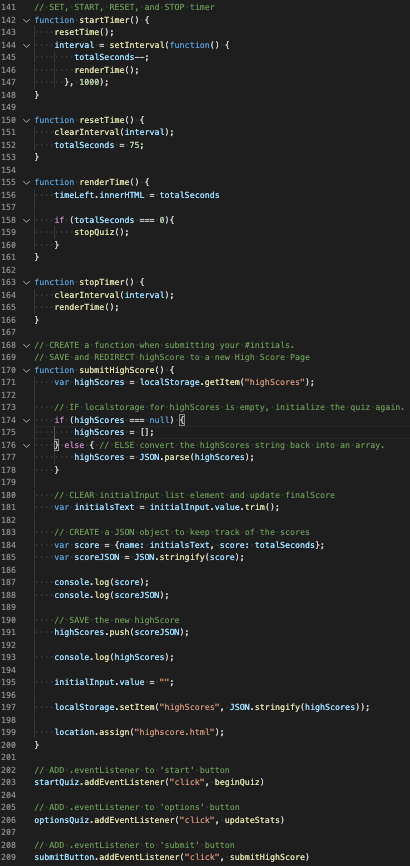 141 // SET, START, RESET, and STOP timer
142 function startTimer() {
143 resetTime();
144 interval = setInterval(function() {
145 totalSeconds--;
146 renderTime();
147 }, 1000);
148 }
149
150 function resetTime() {
151 clearInterval(interval);
152 totalSeconds = 75;
153 }
154
155 function renderTime() {
156 timeLeft.innerHTML = totalSeconds
157
158 if (totalSeconds === 0){
159 stopQuiz();
160 }
161 }
162
163 function stopTimer() {
164 clearInterval(interval);
165 renderTime();
166 }
167
168 // CREATE a function when submitting your #initials.
169 // SAVE and REDIRECT highScore to a new High Score Page
170 function submitHighScore() {
171 var highScores = localStorage.getItem("highScores");
172
173 // IF localstorage for highScores is empty, initialize the quiz again.
174 if (highScores === null) {
175 highScores = [];
176 } else { // ELSE convert the highScores string back into an array.
177 highScores = JSON.parse(highScores);
178 }
179
180 // CLEAR initialInput list element and update finalScore
181 var initialsText = initialInput.value.trim();
182
183 // CREATE a JSON object to keep track of the scores
184 var score = {name: initialsText, score: totalSeconds};
185 var scoreJSON = JSON.stringify(score);
186
187 console.log(score);
188 console.log(scoreJSON);
189
190 // SAVE the new highScore
191 highScores.push(scoreJSON);
192
193 console.log(highScores);
194
195 initialInput.value = "";
196
197 localStorage.setItem("highScores", JSON.stringify(highScores));
198
199 location.assign("highscore.html");
200 }
201
202 // ADD .eventListener to 'start' button
203 startQuiz.addEventListener("click", beginQuiz)
204
205 // ADD .eventListener to 'options' button
206 optionsQuiz.addEventListener("click", updateStats)
207
208 // ADD .eventListener to 'submit' button
209 submitButton.addEventListener("click", submitHighScore)